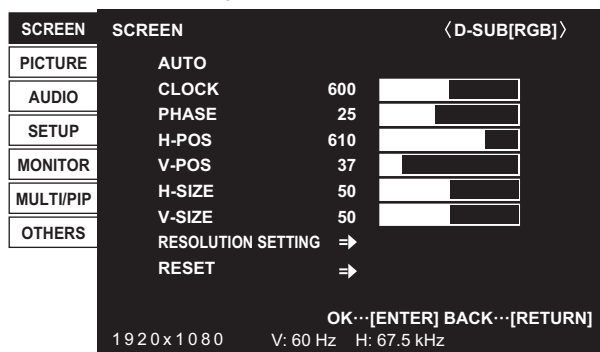 SCREEN
PICTURE
AUDIO
SETUP
MONITOR
MULTI/PIP
OTHERS
SCREEN 〈D-SUB[RGB]〉
AUTO
CLOCK 600
PHASE 25
H-POS 610
V-POS 37
H-SIZE 50
V-SIZE 50
RESOLUTION SETTING
RESET
OK···[ENTER] BACK···[RETURN]
1920x1080 V: 60 Hz H: 67.5 kHz